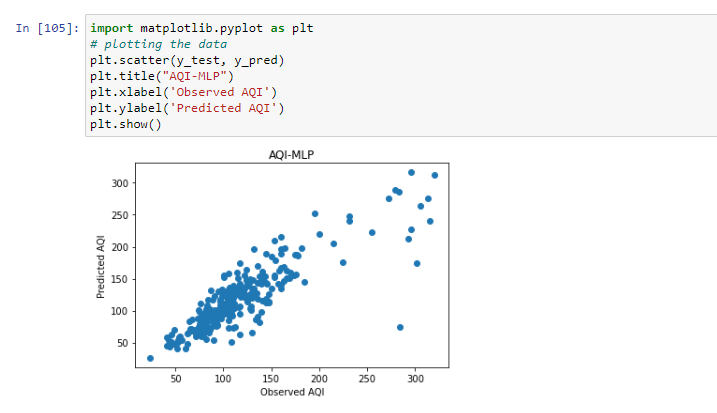 In [105]: import matplotlib.pyplot as plt
# plotting the data
plt.scatter(y_test, y_pred)
plt.title("AQI-MLP")
plt.xlabel('Observed AQI')
plt.ylabel('Predicted AQI')
plt.show()
AQI-MLP
Predicted AQI
300
250
200
150
100
50
50 100 150 200 250 300
Observed AQI